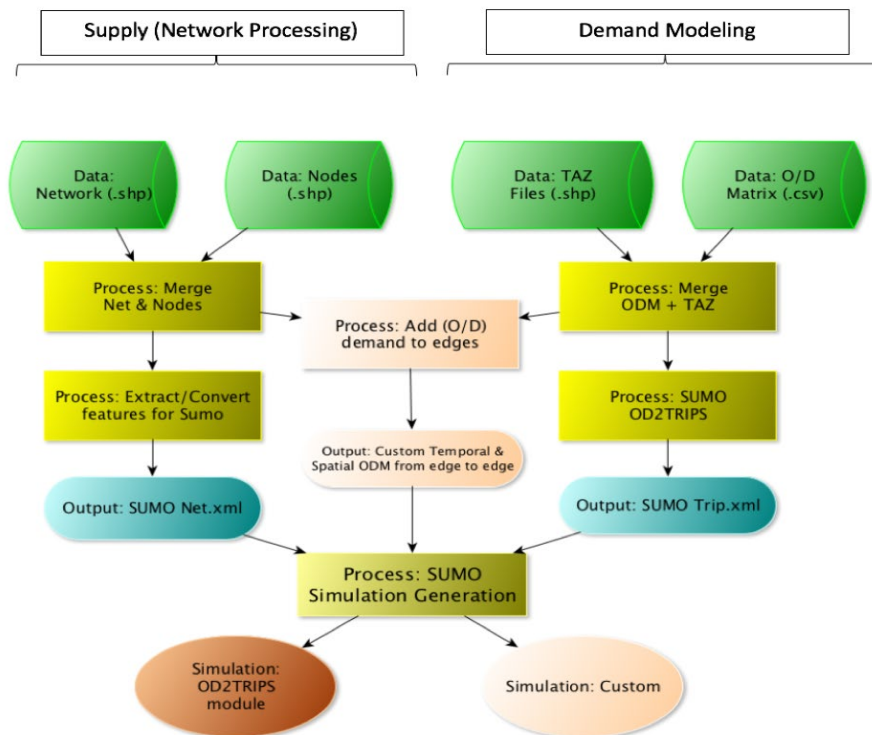 Supply (Network Processing)
Demand Modeling
Data:
Network (.shp)
Data: Nodes
(.shp)
Data: TAZ
Files (.shp)
Data: O/D
Matrix (.csv)
Process: Merge
Net & Nodes
Process: Add (O/D)
demand to edges
Process: Merge
ODM + TAZ
Process: Extract/Convert
features for Sumo
Process: SUMO
OD2TRIPS
Output: Custom Temporal &
Spatial ODM from edge to edge
Output: SUMO Net.xml
Output: SUMO Trip.xml
Process: SUMO
Simulation Generation
Simulation:
OD2TRIPS
module
Simulation: Custom